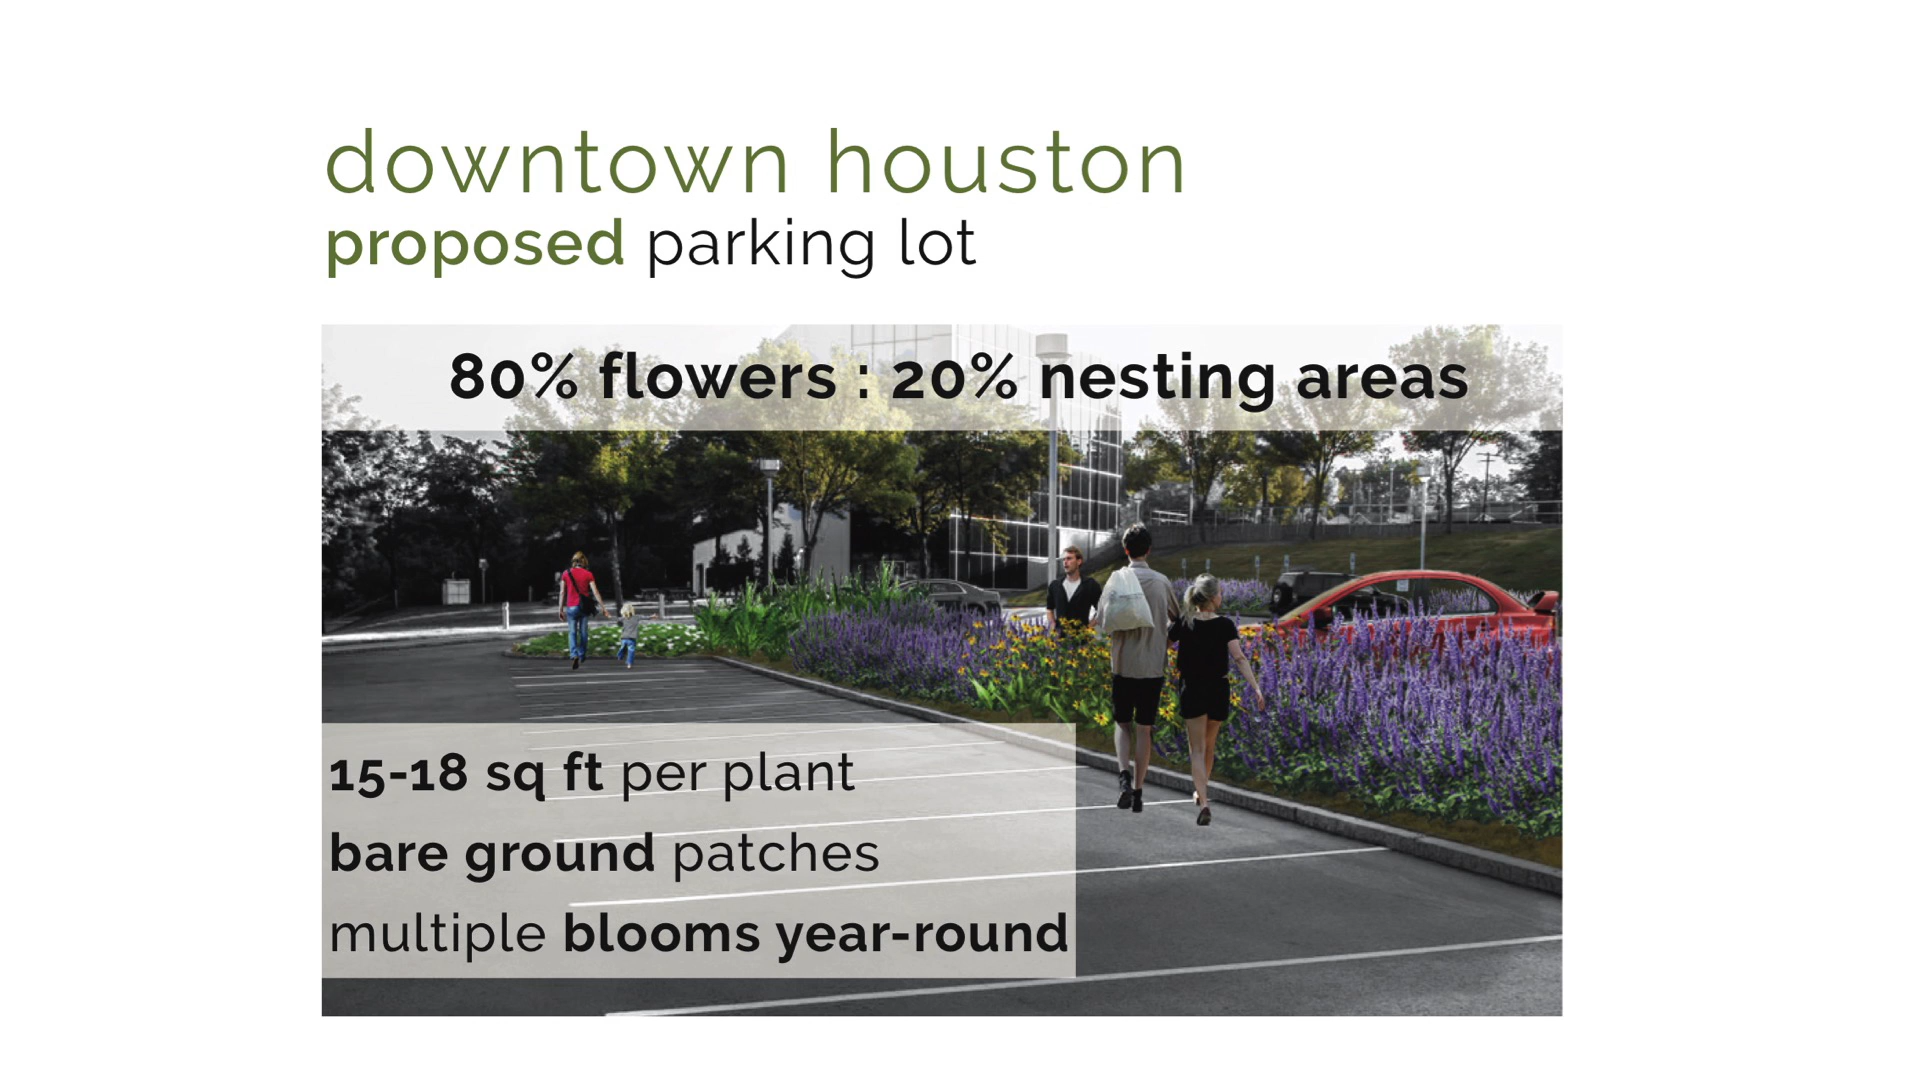 downtown houston
proposed parking lot
80% flowers : 20% nesting areas
15-18 sq ft per plant
bare ground patches
multiple blooms year-round